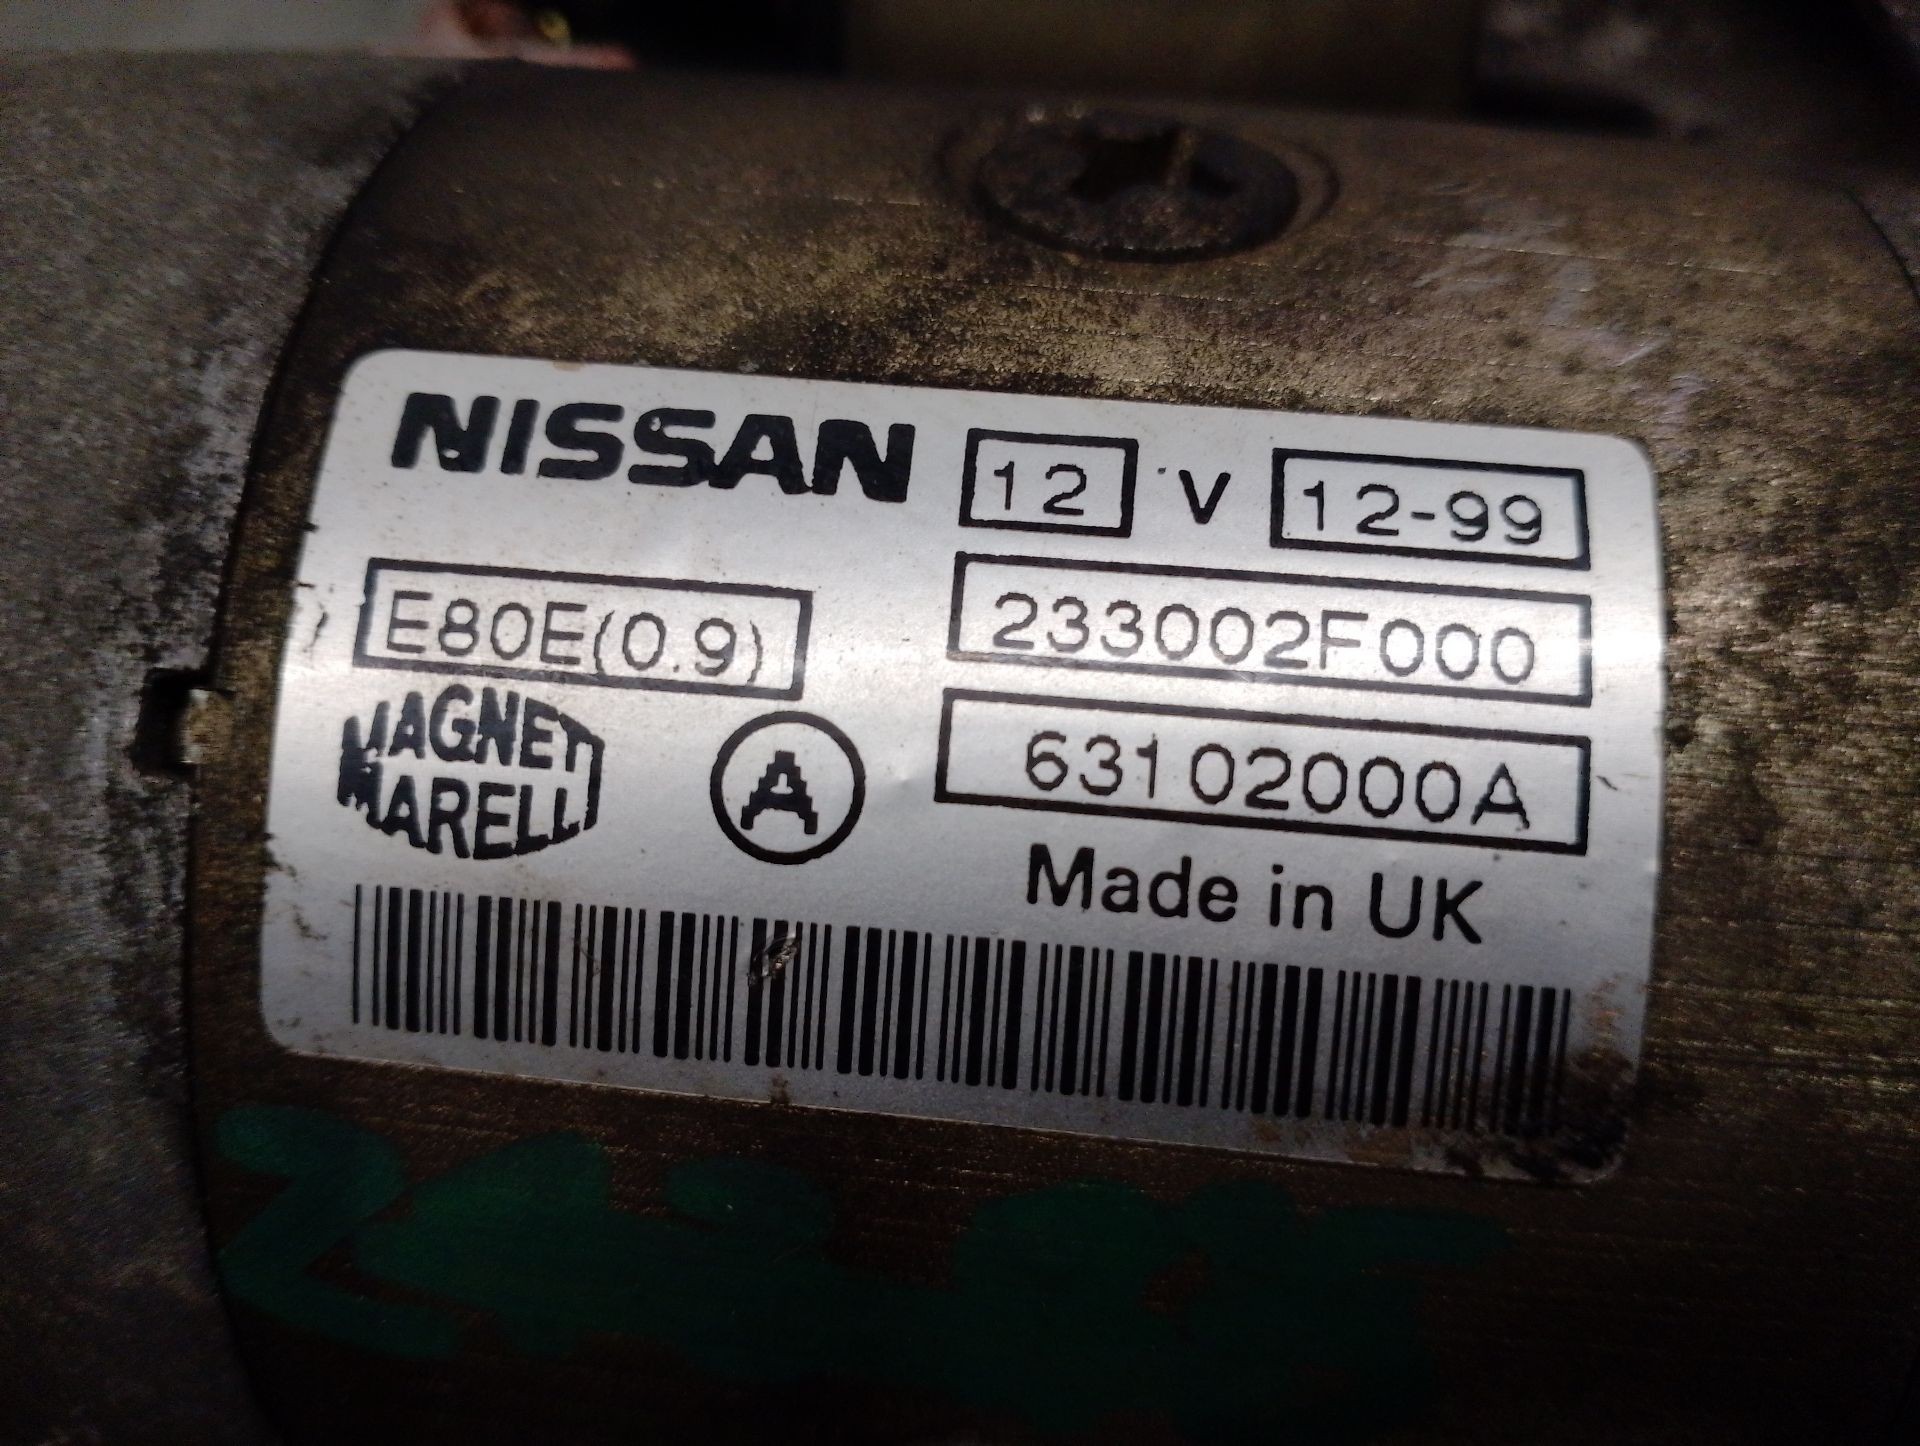 NISSAN 12 V 12-99
E80E(0.9) 233002F000
MAGNETI MARELLI A 63102000A
Made in UK